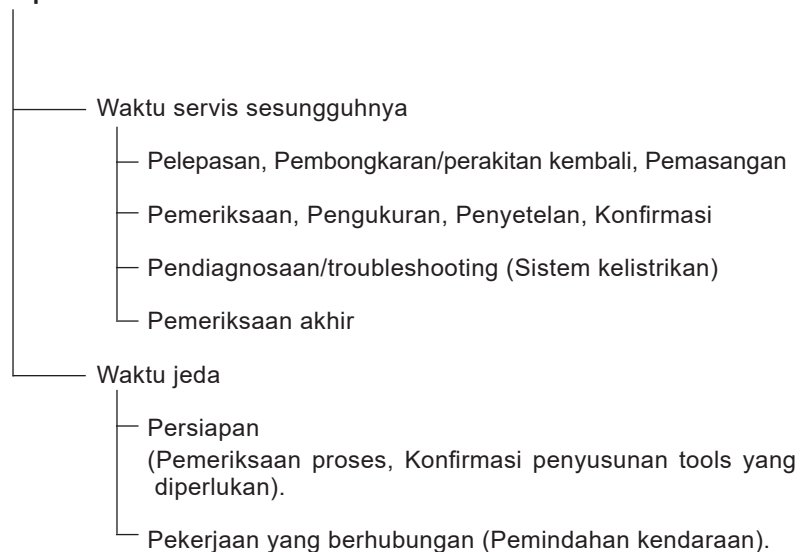 Waktu servis sesungguhnya
Pelepasan, Pembongkaran/perakitan kembali, Pemasangan
Pemeriksaan, Pengukuran, Penyetelan, Konfirmasi
Pendiagnosaan/troubleshooting (Sistem kelistrikan)
Pemeriksaan akhir
Waktu jeda
Persiapan
(Pemeriksaan proses, Konfirmasi penyusunan tools yang
diperlukan).
Pekerjaan yang berhubungan (Pemindahan kendaraan).